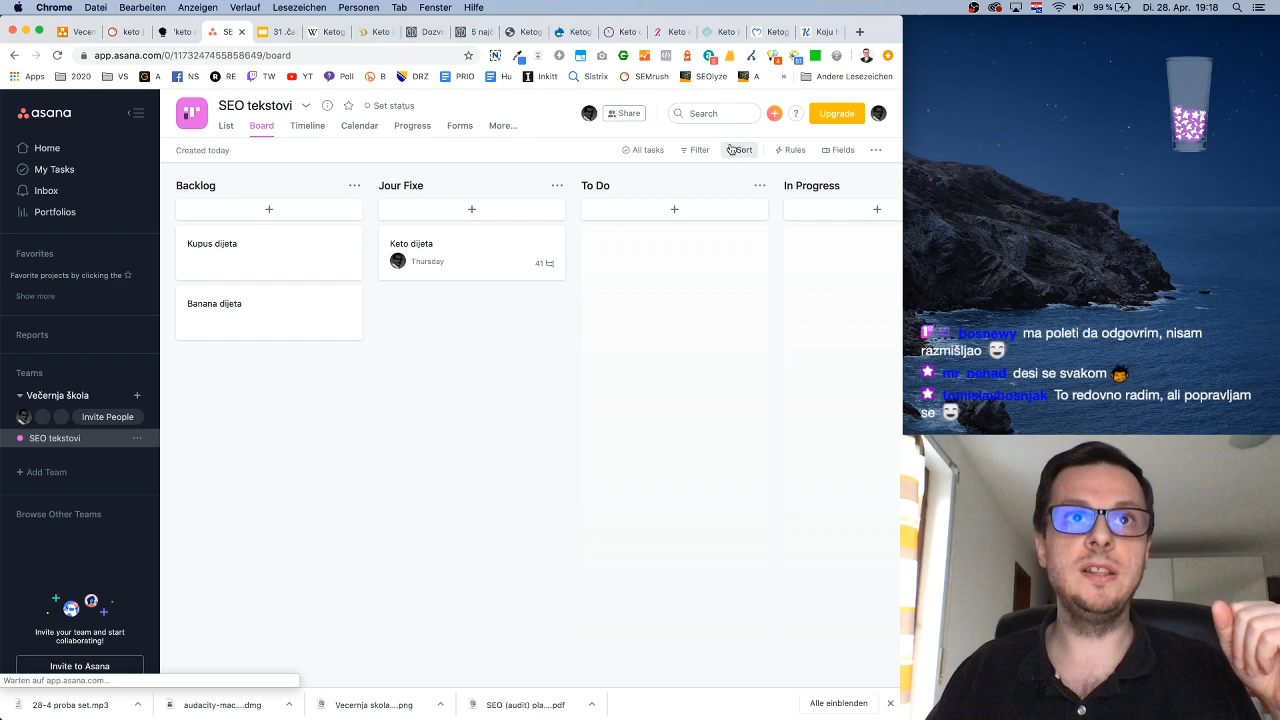 Chrome Datei Bearbeiten Anzeigen Verlauf Lesezeichen Personen Tab Fenster Hilfe
99% Di. 28. Apr. 19:18
app.asana.com/0/1173247455858649/board
Apps 2020 VS NS RE TW YT Poll B DRZ PRIO Hu Inkitt Sistrix SEMrush SEOlyze A » Andere Lesezeichen
asana
Home
My Tasks
Inbox
Portfolios
Favorites
Favorite projects by clicking the
Show more
Reports
Teams
Večernja škola
Invite People
SEO tekstovi
Add Team
Browse Other Teams
Invite your team and start
collaborating!
Invite to Asana
Warten auf app.asana.com...
SEO tekstovi
Set status
Share
Search
Upgrade
List Board Timeline Calendar Progress Forms More...
Created today
All tasks Filter Sort Rules Fields
Backlog
Kupus dijeta
Banana dijeta
Jour Fixe
Keto dijeta
Thursday
41
To Do
In Progress
bosnewy ma poleti da odgovrim, nisam
razmišljao
mr_nenad desi se svakom
tomislavbosnjak To redovno radim, ali popravljam
se
28-4 proba set.mp3
audacity-mac....dmg
Vecernja skola....png
SEO (audit) pla....pdf
Alle einblenden